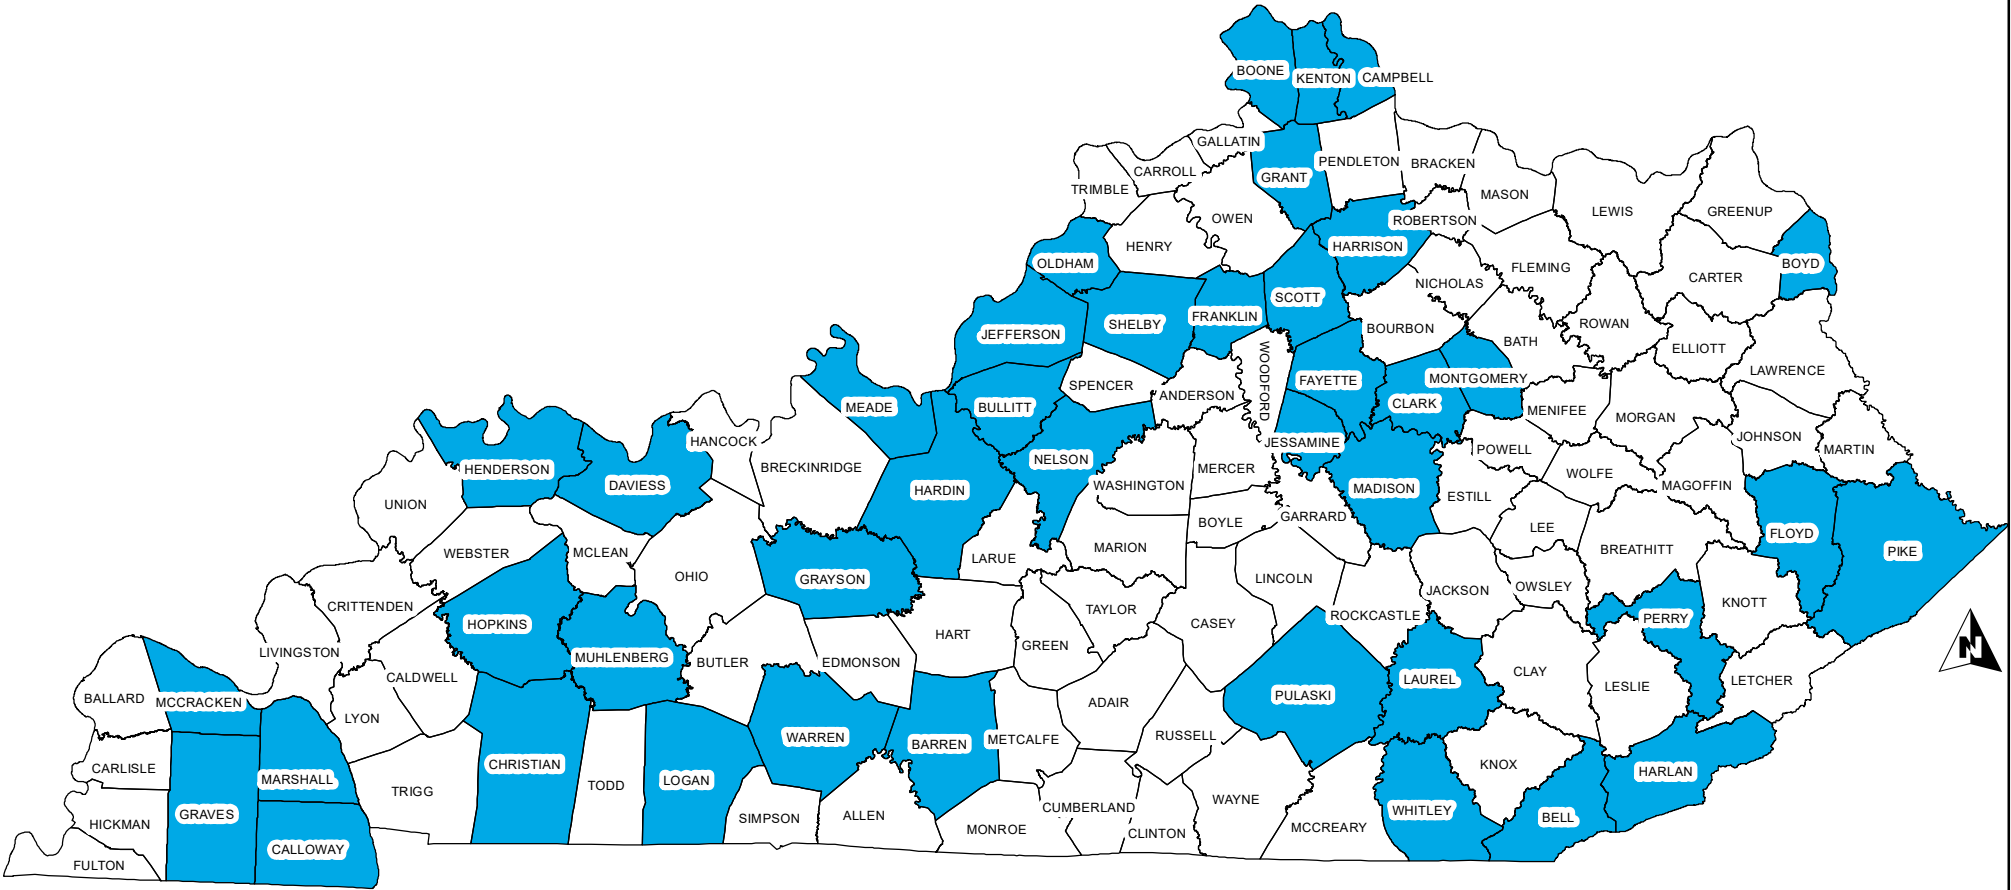 BOONE
KENTON
CAMPBELL
GALLATIN
CARROLL
TRIMBLE
GRANT
PENDLETON
BRACKEN
MASON
LEWIS
GREENUP
OWEN
HENRY
ROBERTSON
HARRISON
OLDHAM
FLEMING
CARTER
BOYD
NICHOLAS
SCOTT
FRANKLIN
SHELBY
JEFFERSON
BOURBON
ROWAN
BATH
ELLIOTT
LAWRENCE
WOODFORD
SPENCER
ANDERSON
FAYETTE
MONTGOMERY
CLARK
MENIFEE
MORGAN
MEADE
BULLITT
HANCOCK
JESSAMINE
POWELL
JOHNSON
MARTIN
HENDERSON
DAVIESS
BRECKINRIDGE
NELSON
MERCER
WOLFE
MAGOFFIN
UNION
HARDIN
WASHINGTON
MADISON
ESTILL
BOYLE
GARRARD
LEE
FLOYD
PIKE
WEBSTER
MCLEAN
LARUE
MARION
BREATHITT
OHIO
GRAYSON
LINCOLN
JACKSON
OWSLEY
CRITTENDEN
KNOTT
HOPKINS
HART
TAYLOR
CASEY
ROCKCASTLE
PERRY
LIVINGSTON
MUHLENBERG
BUTLER
EDMONSON
GREEN
CALDWELL
CLAY
LAUREL
LESLIE
LETCHER
BALLARD
MCCRACKEN
LYON
ADAIR
PULASKI
WARREN
BARREN
METCALFE
RUSSELL
CARLISLE
MARSHALL
CHRISTIAN
TODD
LOGAN
KNOX
HARLAN
TRIGG
HICKMAN
GRAVES
SIMPSON
ALLEN
MONROE
CUMBERLAND
CLINTON
WAYNE
MCCREARY
WHITLEY
BELL
CALLOWAY
FULTON
N